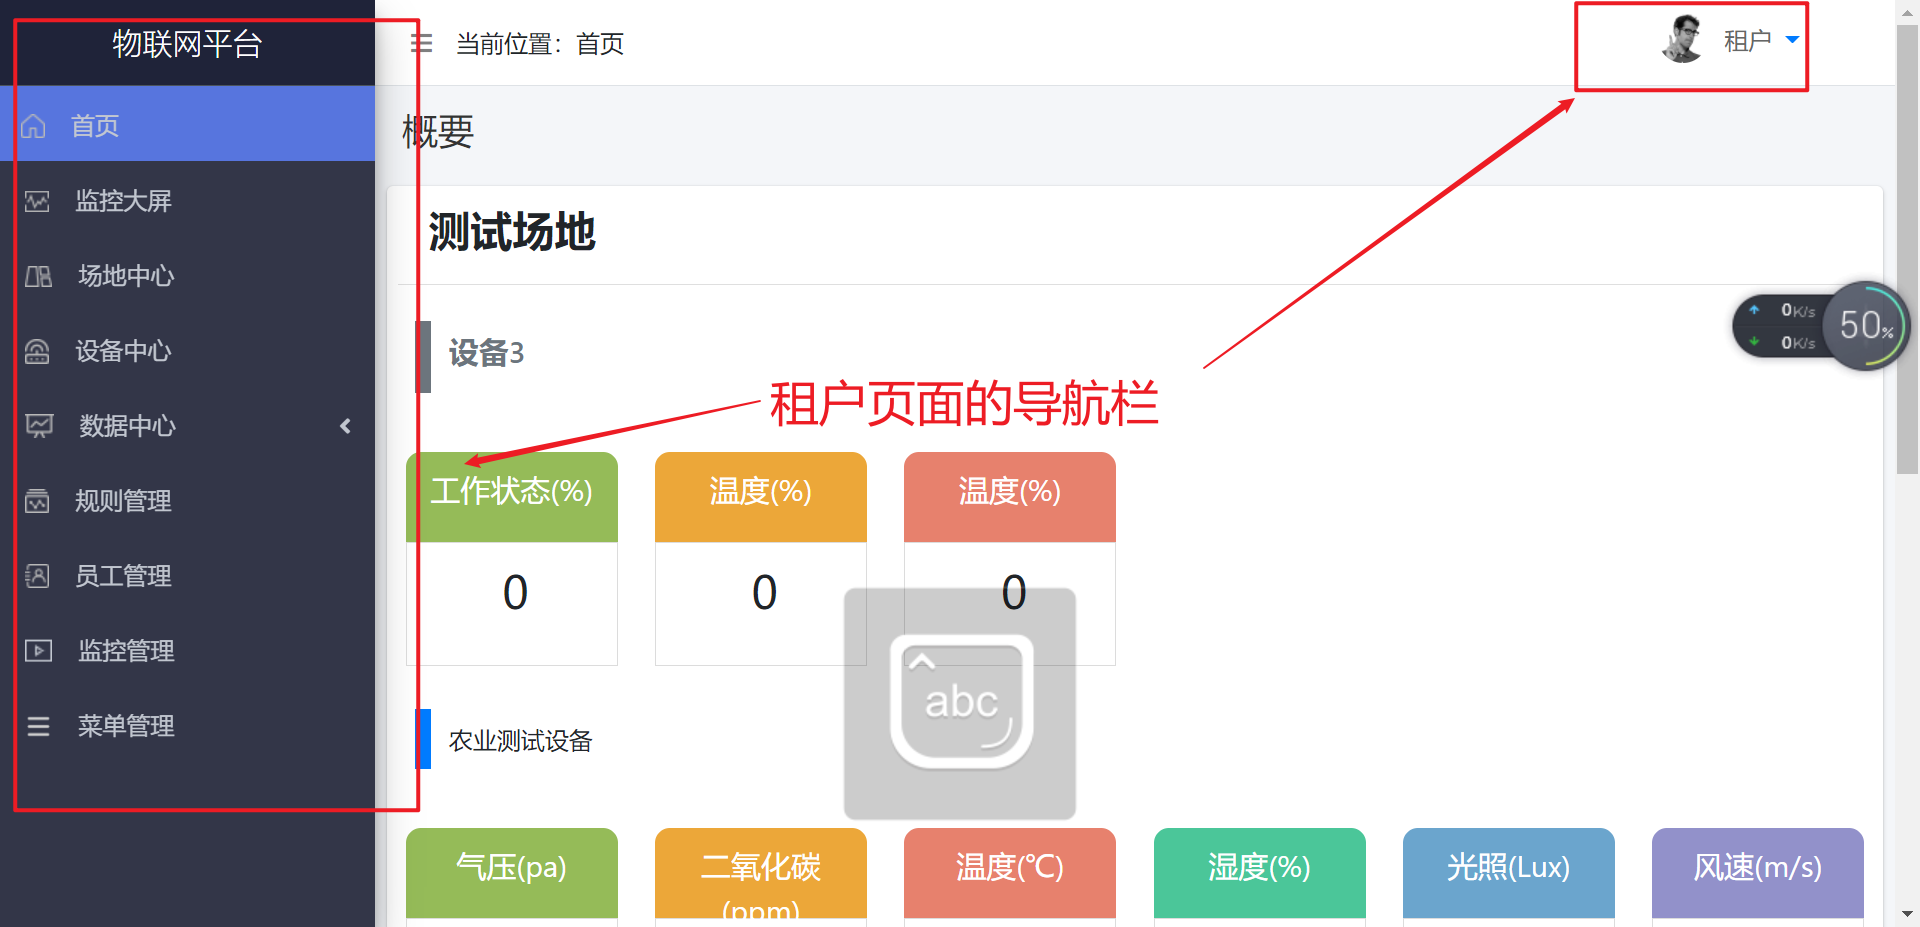 物联网平台
当前位置：首页
租户
首页
监控大屏
场地中心
设备中心
数据中心
规则管理
员工管理
监控管理
菜单管理
概要
测试场地
设备3
租户页面的导航栏
工作状态(%)
温度(%)
温度(%)
0
0
0
农业测试设备
气压(pa)
二氧化碳
(ppm)
温度(℃)
湿度(%)
光照(Lux)
风速(m/s)
0K/s
0K/s
50%
abc